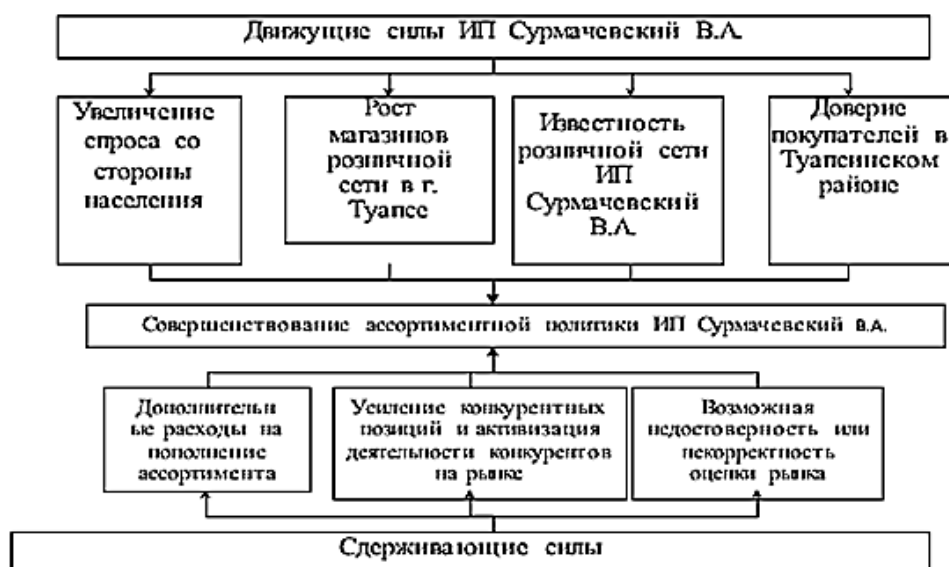 Движущие силы ИП Сурмачевский В.А.
Увеличение
спроса со
стороны
населения
Рост
магазинов
розничной
сети в г.
Туапсе
Известность
розничной сети
ИП
Сурмачевский
В.А.
Доверие
покупателей в
Туапсинском
районе
Совершенствование ассортиментной политики ИП Сурмачевский В.А.
Дополнительн
ые расходы на
пополнение
ассортимента
Усиление конкурентных
позиций и активизация
деятельности конкурентов
на рынке
Возможная
недостоверность или
некорректность
оценки рынка
Сдерживающие силы